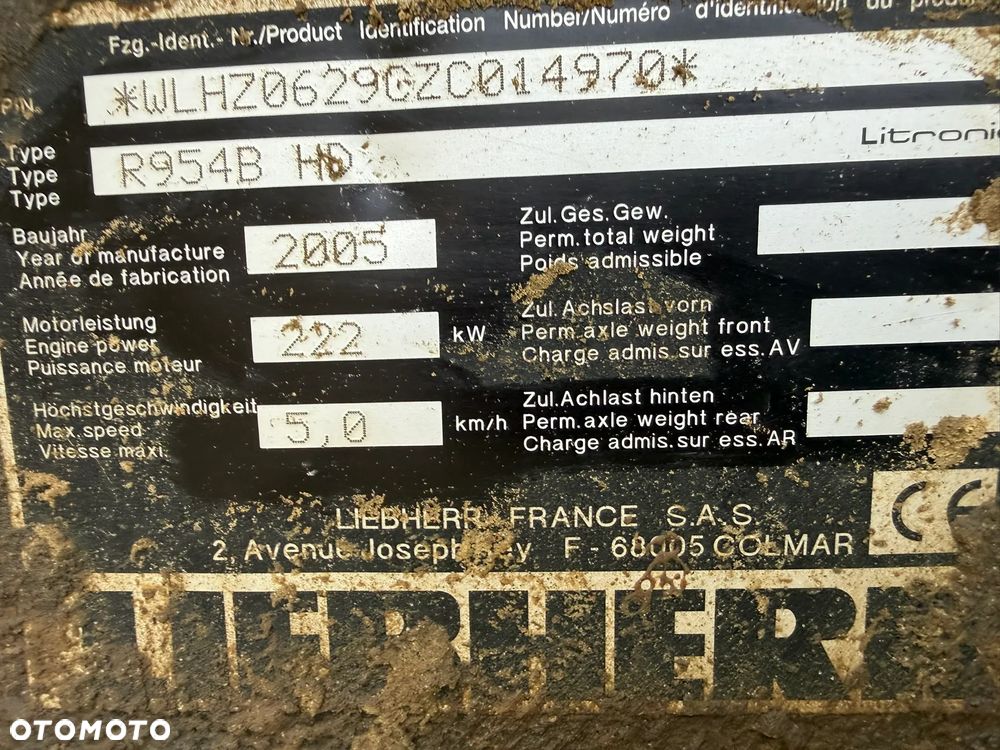 Fzg.-Ident.- Nr./Product Identification Number/Numéro d'identification du
PIN
*WLHZ0629GZC014970*
Type
Type
Type
R954B HD
Litronic
Baujahr
Year of manufacture
Année de fabrication
2005
Zul.Ges.Gew.
Perm.total weight
Poids admissible
Motorleistung
Engine power
Puissance moteur
222
kW
Zul.Achslast vorn
Perm.axle weight front
Charge admis.sur ess.AV
Höchstgeschwindigkeit
Max.speed
Vitesse maxi.
5,0
km/h
Zul.Achlast hinten
Perm.axle weight rear
Charge admis.sur ess.AR
LIEBHERR FRANCE S.A.S.
2, Avenue Joseph Rey F - 68005 COLMAR
CE
LIEBHERR
OTOMOTO